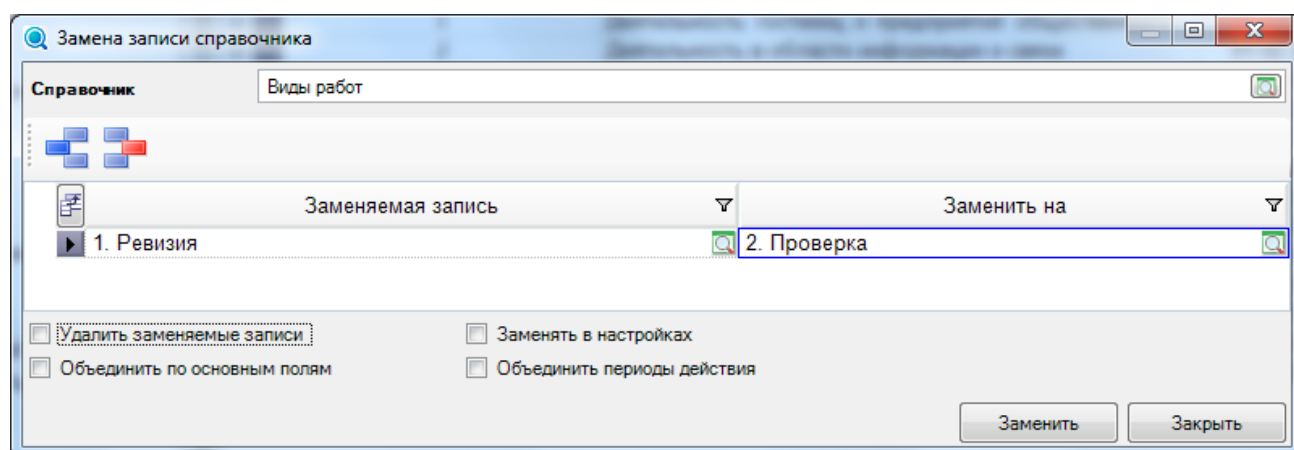 Замена записи справочника
Справочник Виды работ
Заменяемая запись Заменить на
1. Ревизия 2. Проверка
Удалить заменяемые записи Заменять в настройках
Объединить по основным полям Объединить периоды действия
Заменить Закрыть